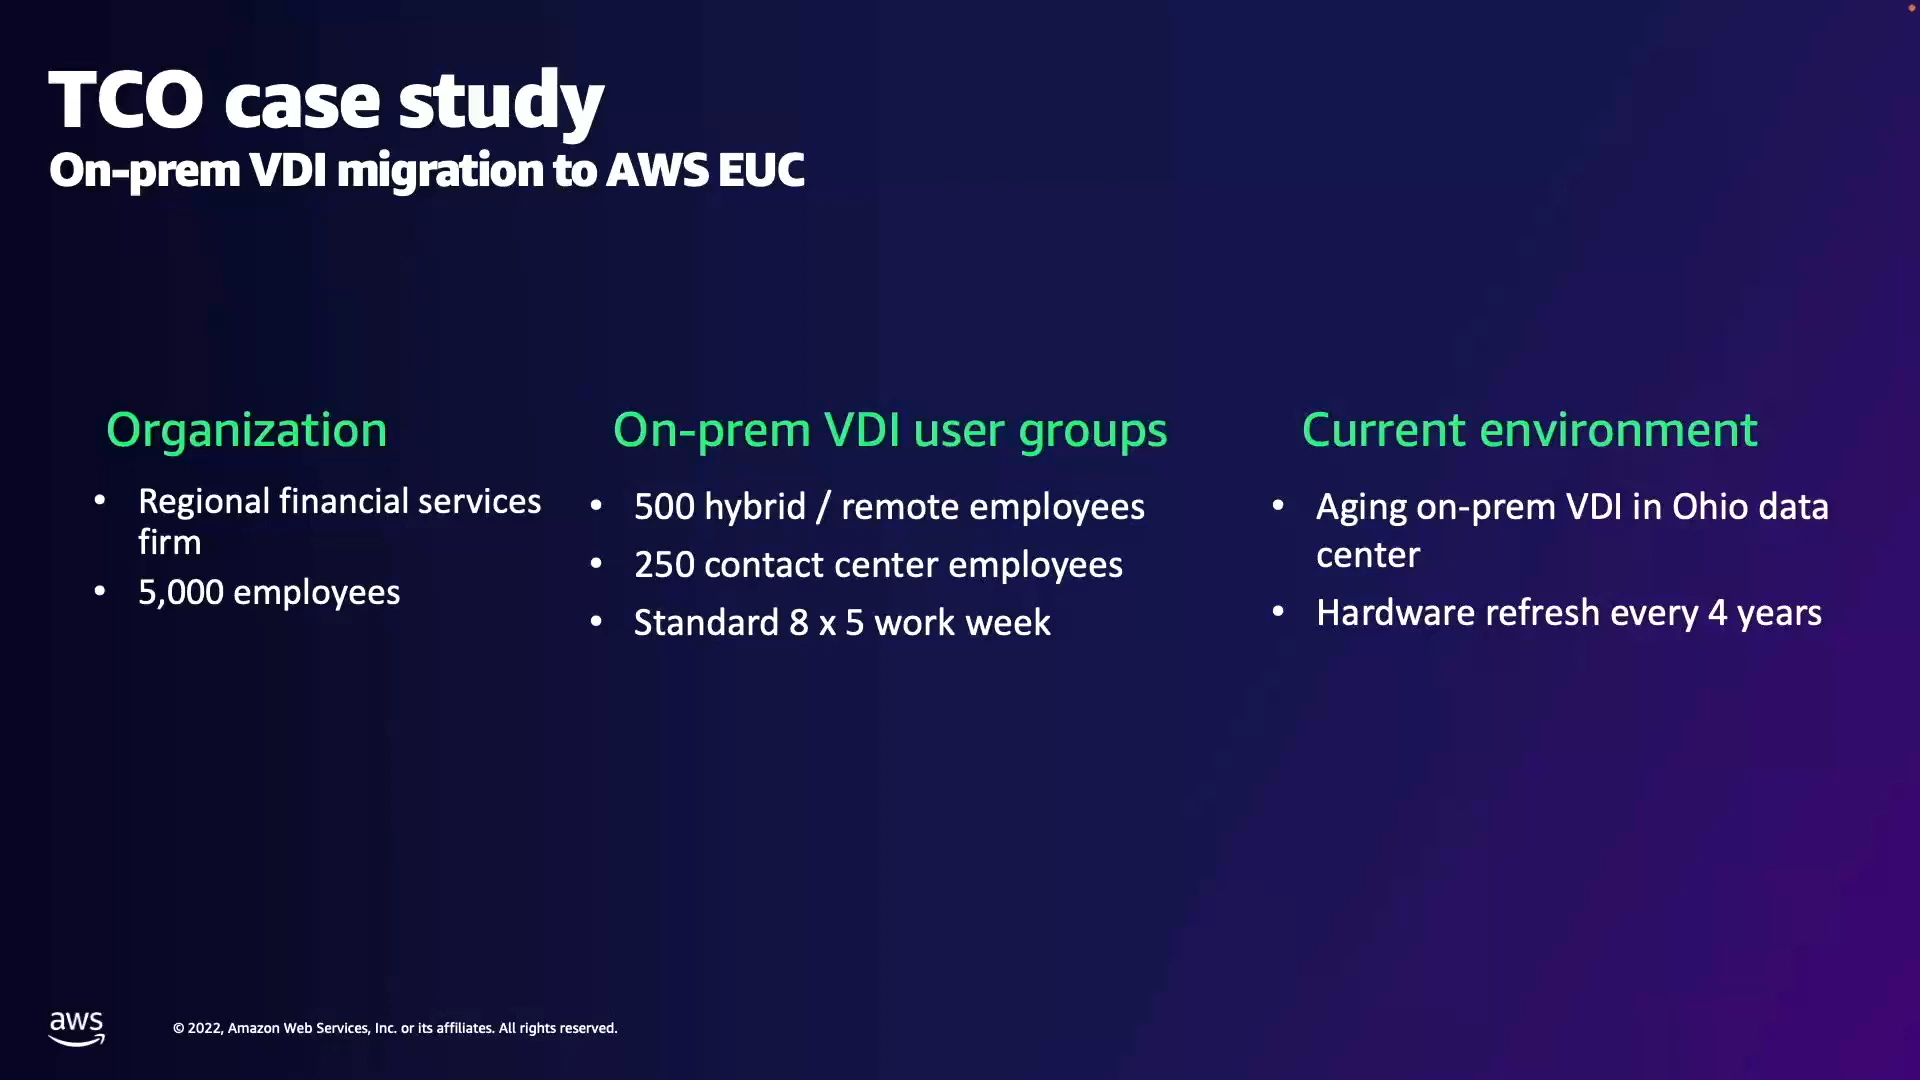 TCO case study
On-prem VDI migration to AWS EUC
Organization
• Regional financial services
firm
• 5,000 employees
On-prem VDI user groups
• 500 hybrid / remote employees
• 250 contact center employees
• Standard 8 x 5 work week
Current environment
• Aging on-prem VDI in Ohio data
center
• Hardware refresh every 4 years
aws
© 2022, Amazon Web Services, Inc. or its affiliates. All rights reserved.